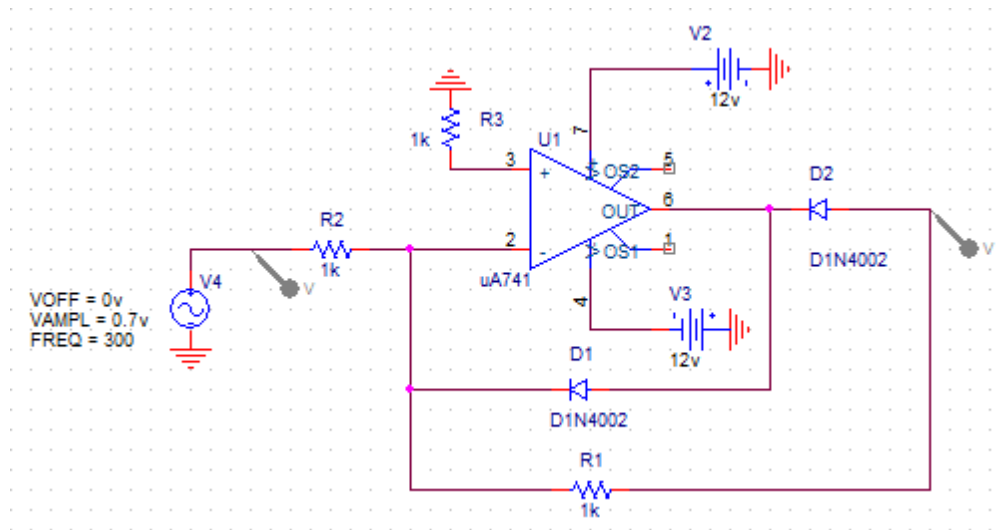 V2
12v
R3
1k
U1
7
3
+
OS2
5
D2
6
OUT
R2
1k
2
-
OS1
1
V
D1N4002
V
uA741
V4
4
V3
VOFF = 0v
VAMPL = 0.7v
FREQ = 300
12v
D1
D1N4002
R1
1k